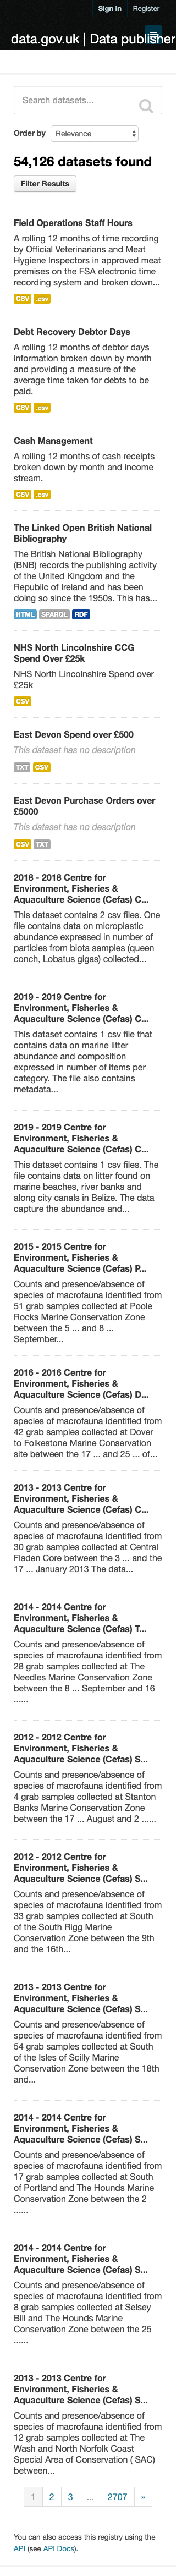 Sign in Register
data.gov.uk | Data publisher
Search datasets...
Order by Relevance
54,126 datasets found
Filter Results
Field Operations Staff Hours
A rolling 12 months of time recording
by Official Veterinarians and Meat
Hygiene Inspectors in approved meat
premises on the FSA electronic time
recording system and broken down...
CSV .csv
Debt Recovery Debtor Days
A rolling 12 months of debtor days
information broken down by month
and providing a measure of the
average time taken for debts to be
paid.
CSV .csv
Cash Management
A rolling 12 months of cash receipts
broken down by month and income
stream.
CSV .csv
The Linked Open British National
Bibliography
The British National Bibliography
(BNB) records the publishing activity
of the United Kingdom and the
Republic of Ireland and has been
doing so since the 1950s. This has...
HTML SPARQL RDF
NHS North Lincolnshire CCG
Spend Over £25k
NHS North Lincolnshire Spend over
£25k
CSV
East Devon Spend over £500
This dataset has no description
TXT CSV
East Devon Purchase Orders over
£5000
This dataset has no description
CSV TXT
2018 - 2018 Centre for
Environment, Fisheries &
Aquaculture Science (Cefas) C...
This dataset contains 2 csv files. One
file contains data on microplastic
abundance expressed in number of
particles from biota samples (queen
conch, Lobatus gigas) collected...
2019 - 2019 Centre for
Environment, Fisheries &
Aquaculture Science (Cefas) C...
This dataset contains 1 csv file that
contains data on marine litter
abundance and composition
expressed in number of items per
category. The file also contains
metadata...
2019 - 2019 Centre for
Environment, Fisheries &
Aquaculture Science (Cefas) C...
This dataset contains 1 csv files. The
file contains data on litter found on
marine beaches, river banks and
along city canals in Belize. The data
capture the abundance and...
2015 - 2015 Centre for
Environment, Fisheries &
Aquaculture Science (Cefas) P...
Counts and presence/absence of
species of macrofauna identified from
51 grab samples collected at Poole
Rocks Marine Conservation Zone
between the 5 ... and 8 ...
September...
2016 - 2016 Centre for
Environment, Fisheries &
Aquaculture Science (Cefas) D...
Counts and presence/absence of
species of macrofauna identified from
42 grab samples collected at Dover
to Folkestone Marine Conservation
site between the 17 ... and 25 ... of...
2013 - 2013 Centre for
Environment, Fisheries &
Aquaculture Science (Cefas) C...
Counts and presence/absence of
species of macrofauna identified from
30 grab samples collected at Central
Fladen Core between the 3 ... and the
17 ... January 2013 The data...
2014 - 2014 Centre for
Environment, Fisheries &
Aquaculture Science (Cefas) T...
Counts and presence/absence of
species of macrofauna identified from
28 grab samples collected at The
Needles Marine Conservation Zone
between the 8 ... September and 16
......
2012 - 2012 Centre for
Environment, Fisheries &
Aquaculture Science (Cefas) S...
Counts and presence/absence of
species of macrofauna identified from
4 grab samples collected at Stanton
Banks Marine Conservation Zone
between the 17 ... August and 2 ......
2012 - 2012 Centre for
Environment, Fisheries &
Aquaculture Science (Cefas) S...
Counts and presence/absence of
species of macrofauna identified from
33 grab samples collected at South
of the South Rigg Marine
Conservation Zone between the 9th
and the 16th...
2013 - 2013 Centre for
Environment, Fisheries &
Aquaculture Science (Cefas) S...
Counts and presence/absence of
species of macrofauna identified from
54 grab samples collected at South
of the Isles of Scilly Marine
Conservation Zone between the 18th
and...
2014 - 2014 Centre for
Environment, Fisheries &
Aquaculture Science (Cefas) S...
Counts and presence/absence of
species of macrofauna identified from
17 grab samples collected at South
of Portland and The Hounds Marine
Conservation Zone between the 2
......
2014 - 2014 Centre for
Environment, Fisheries &
Aquaculture Science (Cefas) S...
Counts and presence/absence of
species of macrofauna identified from
8 grab samples collected at Selsey
Bill and The Hounds Marine
Conservation Zone between the 25
......
2013 - 2013 Centre for
Environment, Fisheries &
Aquaculture Science (Cefas) S...
Counts and presence/absence of
species of macrofauna identified from
12 grab samples collected at The
Wash and North Norfolk Coast
Special Area of Conservation ( SAC)
between...
1 2 3 ... 2707 »
You can also access this registry using the
API (see API Docs).